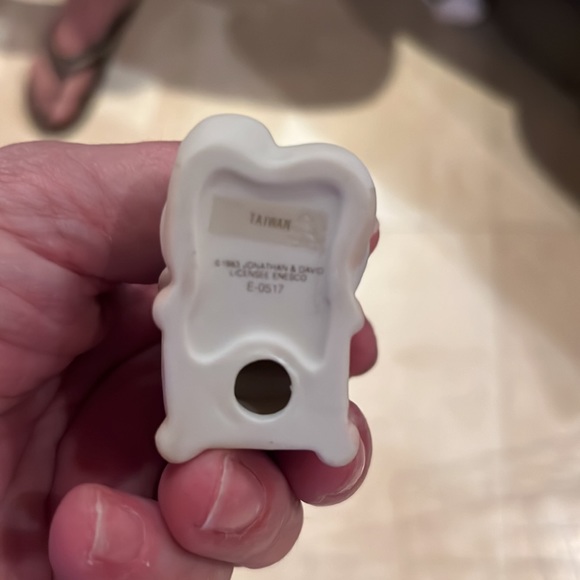 TAIWAN
© 1983 JONATHAN & DAVID
LICENSEE ENESCO
E-0517